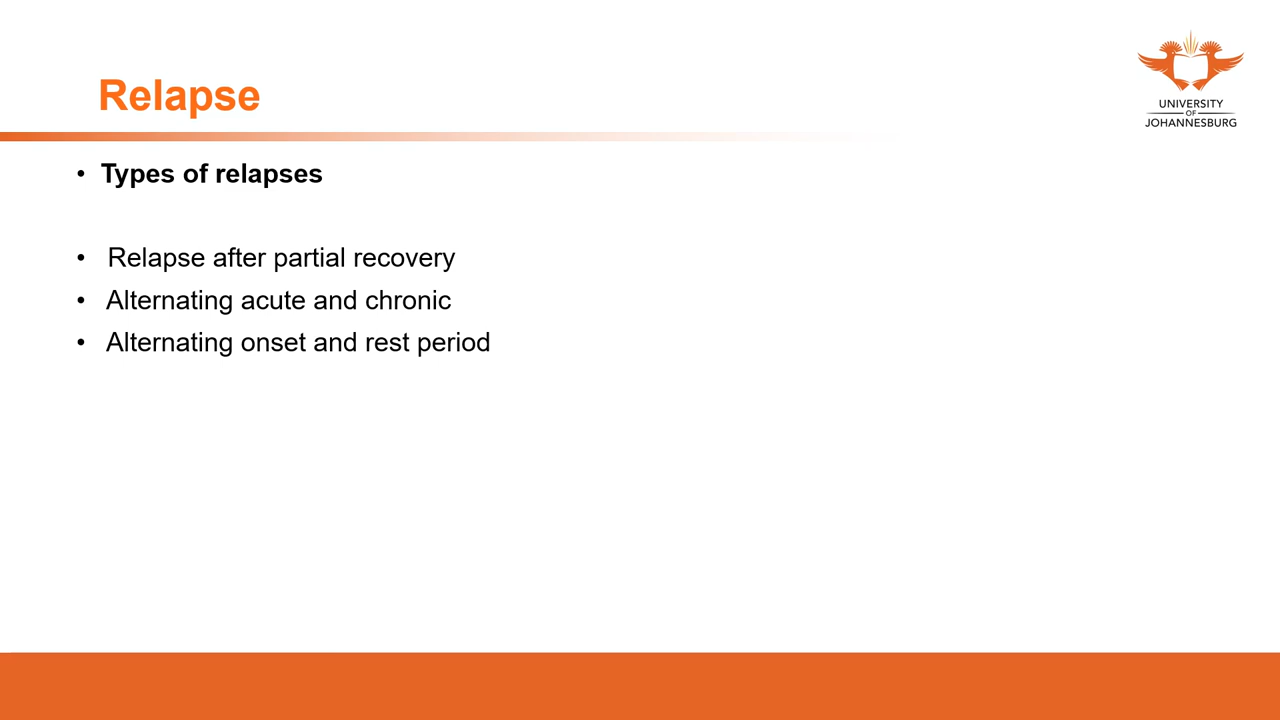 Relapse
UNIVERSITY
OF
JOHANNESBURG
• Types of relapses
• Relapse after partial recovery
• Alternating acute and chronic
• Alternating onset and rest period